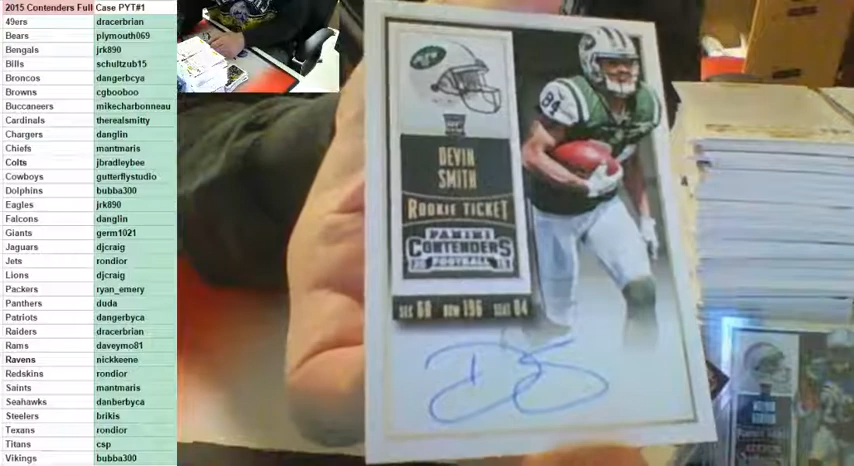 2015 Contenders Full Case PYT#1
49ers dracerbrian
Bears plymouth069
Bengals jrk890
Bills schultzub15
Broncos dangerbcya
Browns cgbooboo
Buccaneers mikecharbonneau
Cardinals therealsmitty
Chargers danglin
Chiefs mantmaris
Colts jbradleybee
Cowboys gutterflystudio
Dolphins bubba300
Eagles jrk890
Falcons danglin
Giants germ1021
Jaguars djcraig
Jets rondior
Lions djcraig
Packers ryan_emery
Panthers duda
Patriots dangerbyca
Raiders dracerbrian
Rams daveymo81
Ravens nickkeene
Redskins rondior
Saints mantmaris
Seahawks danberbyca
Steelers brikis
Texans rondior
Titans csp
Vikings bubba300
JETS
84
DEVIN
SMITH
ROOKIE TICKET
PANINI
CONTENDERS
FOOTBALL
SEC 68 ROW 196 SEAT 84
DS